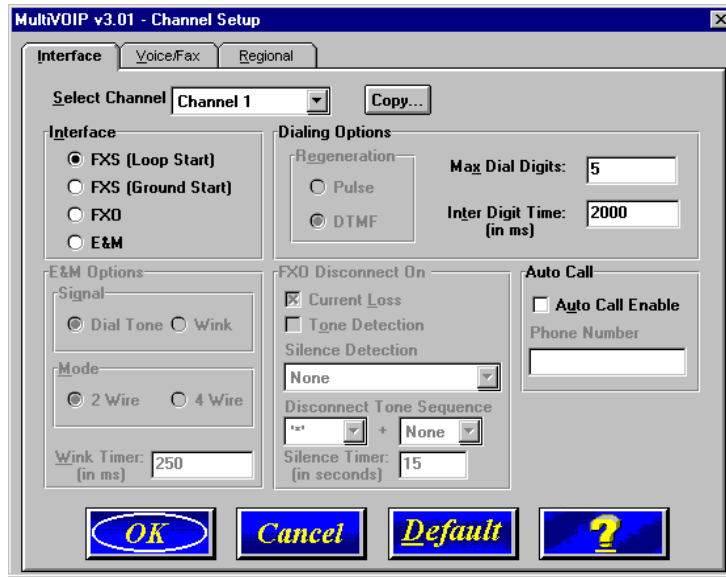 MultiVOIP v3.01 - Channel Setup
Interface
Voice/Fax
Regional
Select Channel
Channel 1
Copy...
Interface
FXS (Loop Start)
FXS (Ground Start)
FXO
E&M
Dialing Options
Regeneration
Pulse
DTMF
Max Dial Digits:
5
Inter Digit Time:
(in ms)
2000
E&M Options
Signal
Dial Tone
Wink
Mode
2 Wire
4 Wire
Wink Timer:
(in ms)
250
FXO Disconnect On
Current Loss
Tone Detection
Silence Detection
None
Disconnect Tone Sequence
'*'
+
None
Silence Timer:
(in seconds)
15
Auto Call
Auto Call Enable
Phone Number
OK
Cancel
Default
?